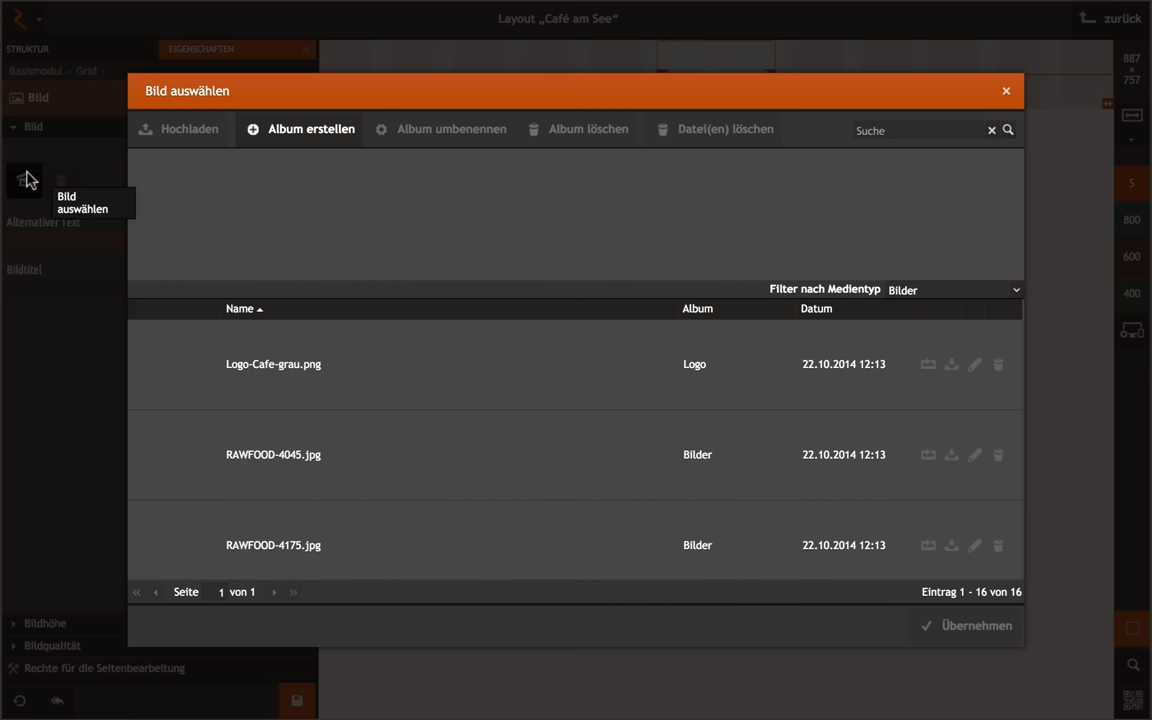 Layout „Café am See“
zurück
STRUKTUR
EIGENSCHAFTEN
Basismodul › Grid ›
Bild
Bild
Bild
auswählen
Alternativer Text
Bildtitel
Bildhöhe
Bildqualität
Rechte für die Seitenbearbeitung
Bild auswählen
Hochladen
Album erstellen
Album umbenennen
Album löschen
Datei(en) löschen
Suche
Filter nach Medientyp Bilder
Name Album Datum
Logo-Cafe-grau.png Logo 22.10.2014 12:13
RAWFOOD-4045.jpg Bilder 22.10.2014 12:13
RAWFOOD-4175.jpg Bilder 22.10.2014 12:13
Seite 1 von 1
Eintrag 1 - 16 von 16
Übernehmen
887
×
757
S
800
600
400